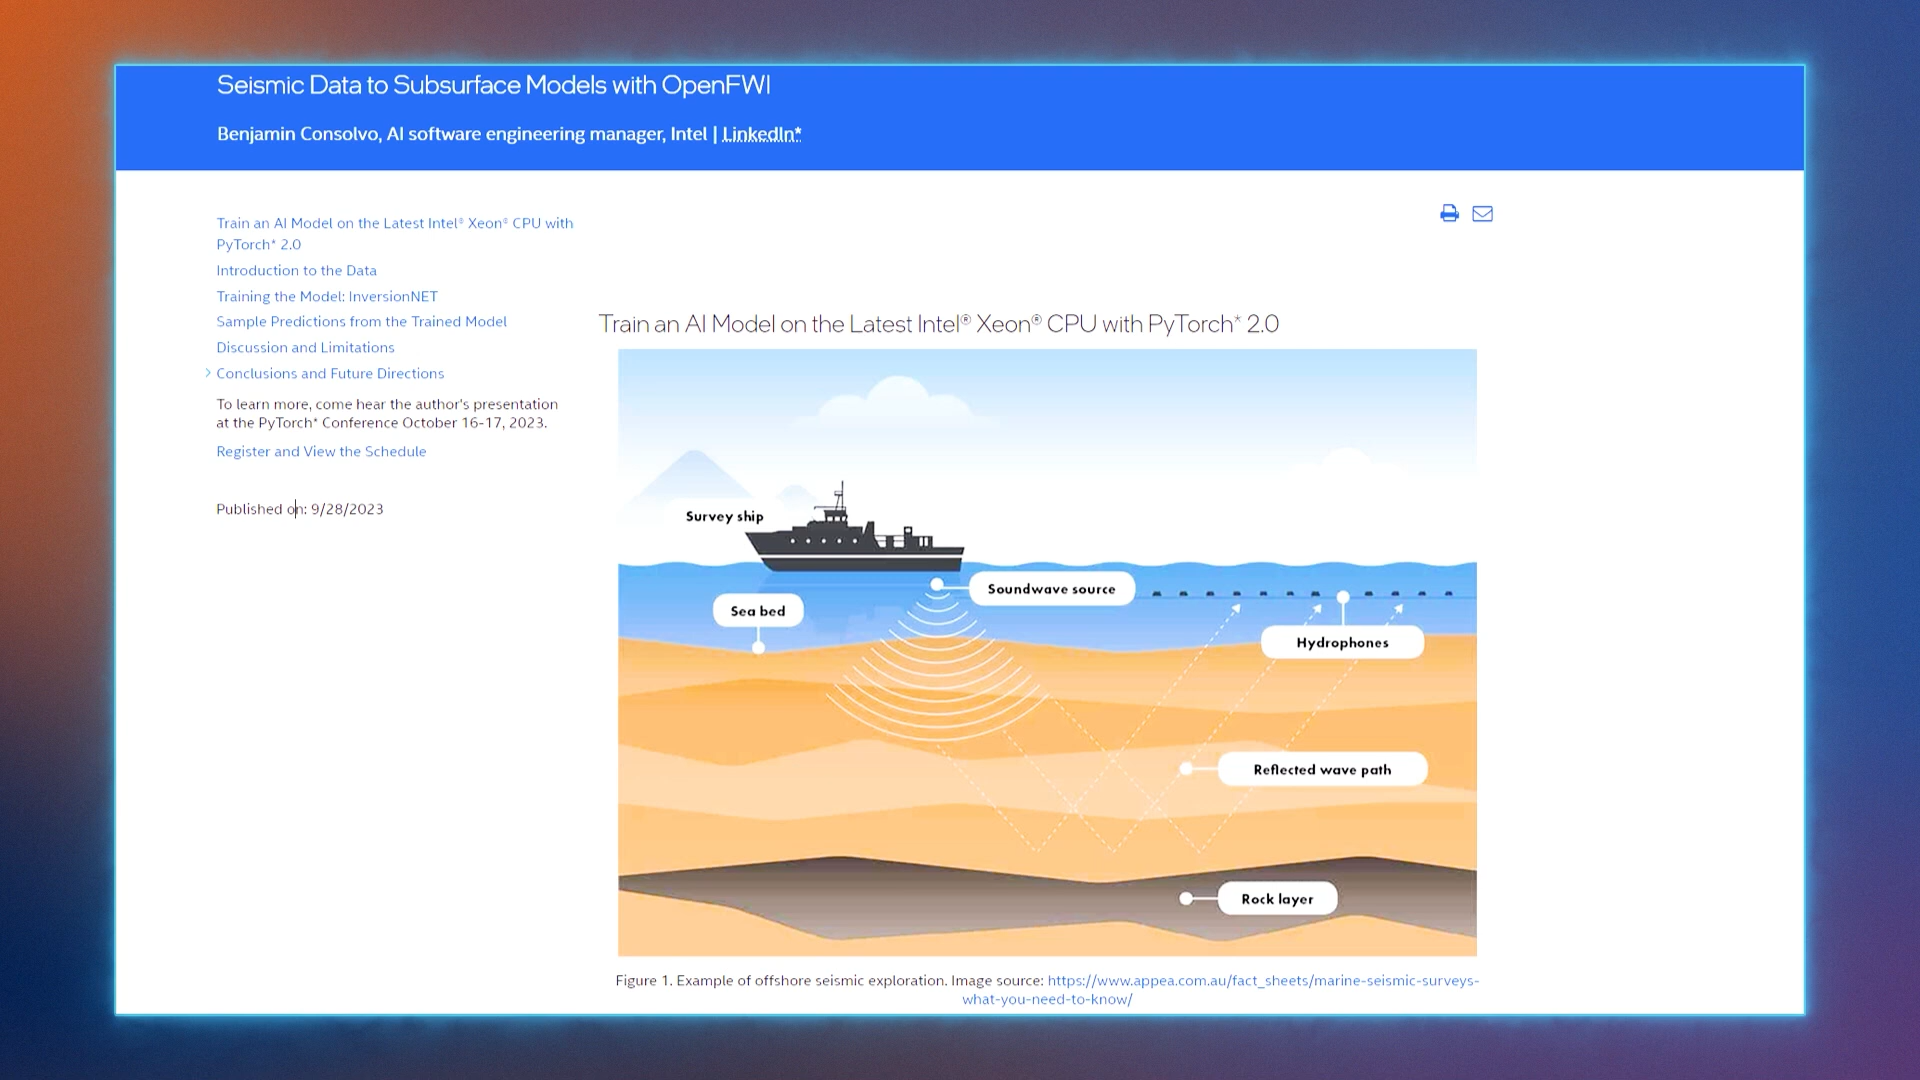 Seismic Data to Subsurface Models with OpenFWI
Benjamin Consolvo, AI software engineering manager, Intel | LinkedIn*
Train an AI Model on the Latest Intel® Xeon® CPU with
PyTorch* 2.0
Introduction to the Data
Training the Model: InversionNET
Sample Predictions from the Trained Model
Discussion and Limitations
> Conclusions and Future Directions
To learn more, come hear the author's presentation
at the PyTorch* Conference October 16-17, 2023.
Register and View the Schedule
Published on: 9/28/2023
Train an AI Model on the Latest Intel® Xeon® CPU with PyTorch* 2.0
Survey ship
Soundwave source
Sea bed
Hydrophones
Reflected wave path
Rock layer
Figure 1. Example of offshore seismic exploration. Image source: https://www.appea.com.au/fact_sheets/marine-seismic-surveys-
what-you-need-to-know/